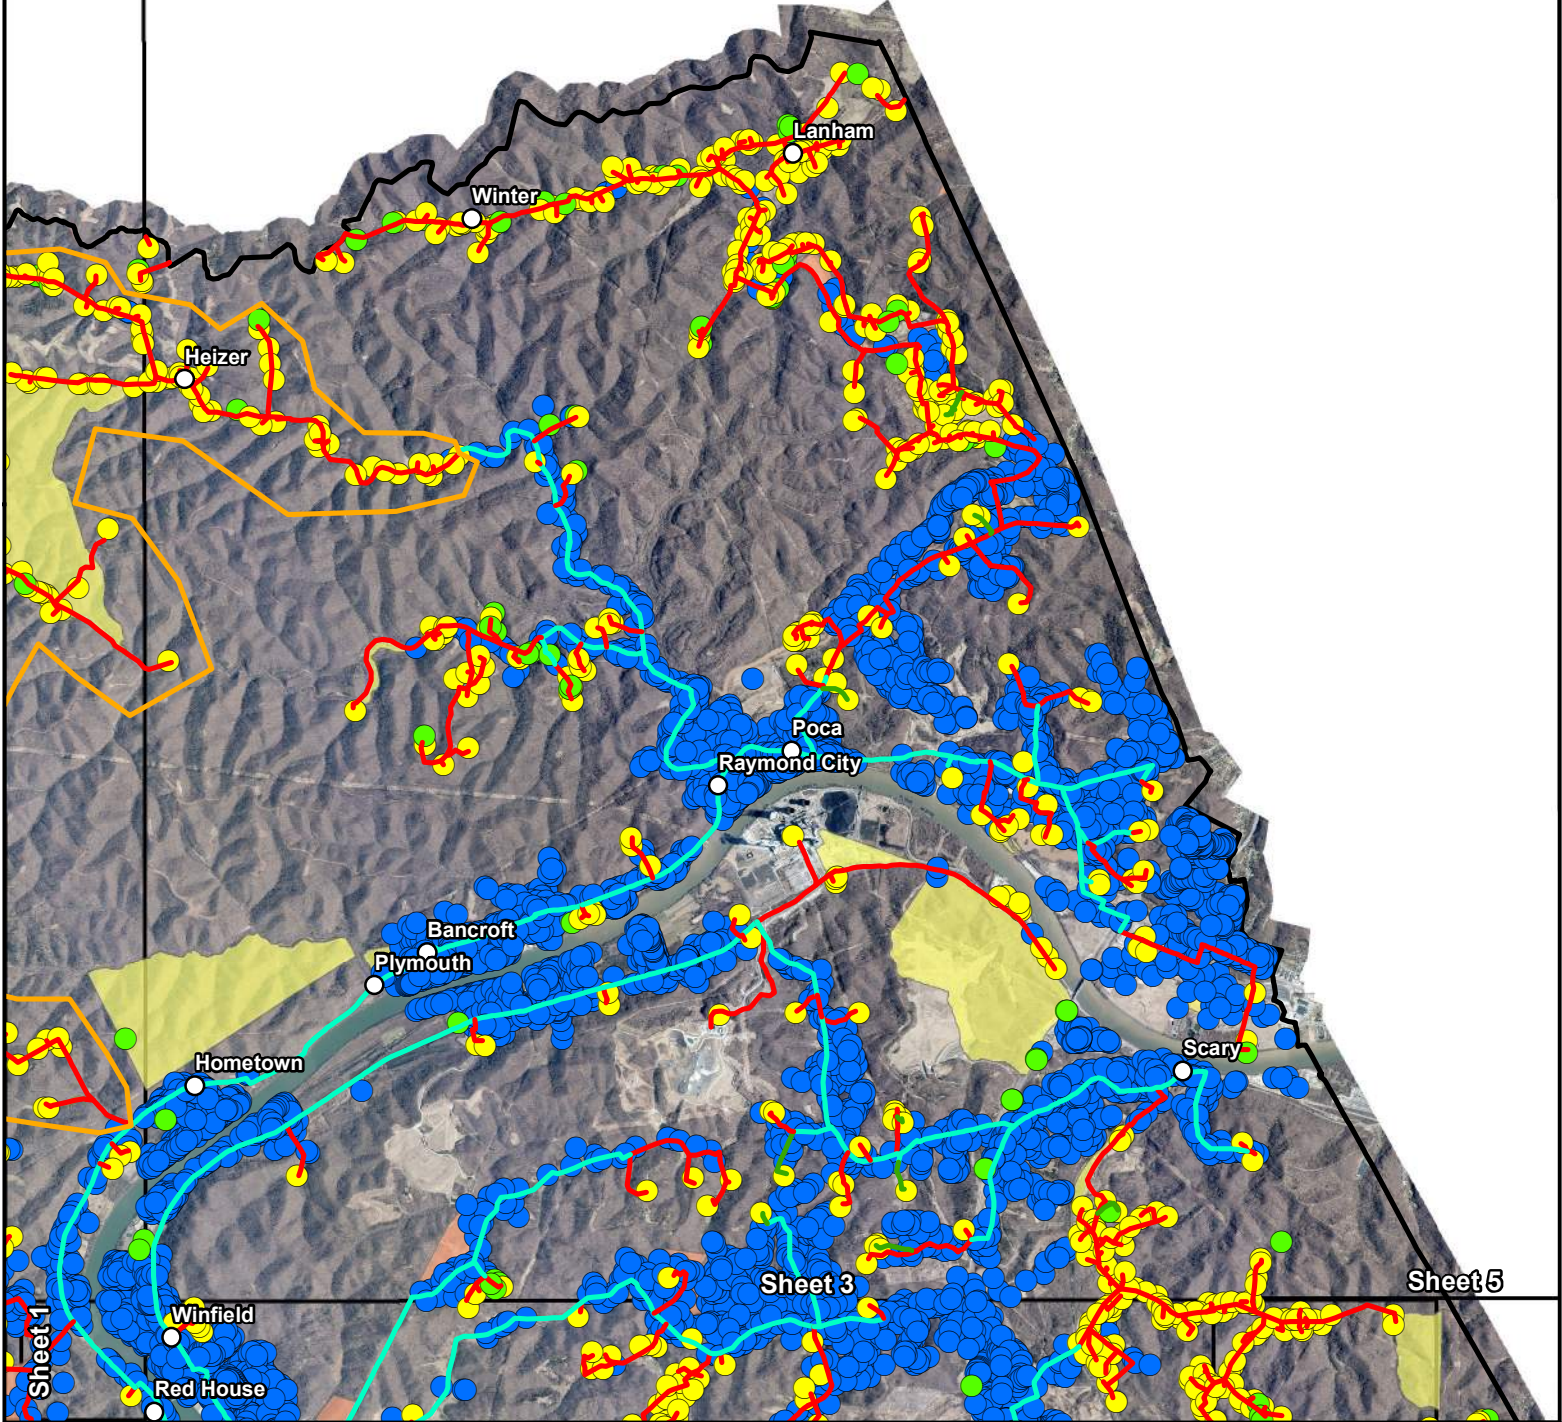 Lanham
Winter
Heizer
Poca
Raymond City
Bancroft
Plymouth
Hometown
Scary
Sheet 3
Sheet 5
Sheet 1
Winfield
Red House